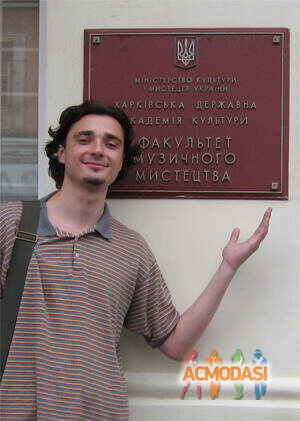 МІНІСТЕРСТВО КУЛЬТУРИ
І МИСТЕЦТВ УКРАЇНИ
ХАРКІВСЬКА ДЕРЖАВНА
АКАДЕМІЯ КУЛЬТУРИ
ФАКУЛЬТЕТ
МУЗИЧНОГО
МИСТЕЦТВА
ACMODASI